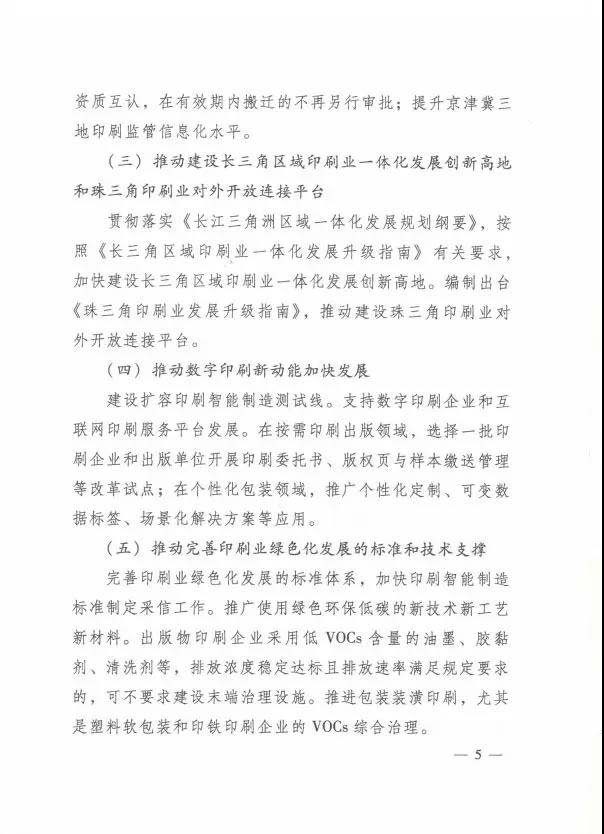 资质互认，在有效期内搬迁的不再另行审批；提升京津冀三
地印刷监管信息化水平。
（三）推动建设长三角区域印刷业一体化发展创新高地
和珠三角印刷业对外开放连接平台
贯彻落实《长江三角洲区域一体化发展规划纲要》，按
照《长三角区域印刷业一体化发展升级指南》有关要求，
加快建设长三角区域印刷业一体化发展创新高地。编制出台
《珠三角印刷业发展升级指南》，推动建设珠三角印刷业对
外开放连接平台。
（四）推动数字印刷新动能加快发展
建设扩容印刷智能制造测试线。支持数字印刷企业和互
联网印刷服务平台发展。在按需印刷出版领域，选择一批印
刷企业和出版单位开展印刷委托书、版权页与样本缴送管理
等改革试点；在个性化包装领域，推广个性化定制、可变数
据标签、场景化解决方案等应用。
（五）推动完善印刷业绿色化发展的标准和技术支撑
完善印刷业绿色化发展的标准体系，加快印刷智能制造
标准制定采信工作。推广使用绿色环保低碳的新技术新工艺
新材料。出版物印刷企业采用低 VOCs 含量的油墨、胶黏
剂、清洗剂等，排放浓度稳定达标且排放速率满足规定要求
的，可不要求建设末端治理设施。推进包装装潢印刷，尤其
是塑料软包装和印铁印刷企业的 VOCs 综合治理。
— 5 —